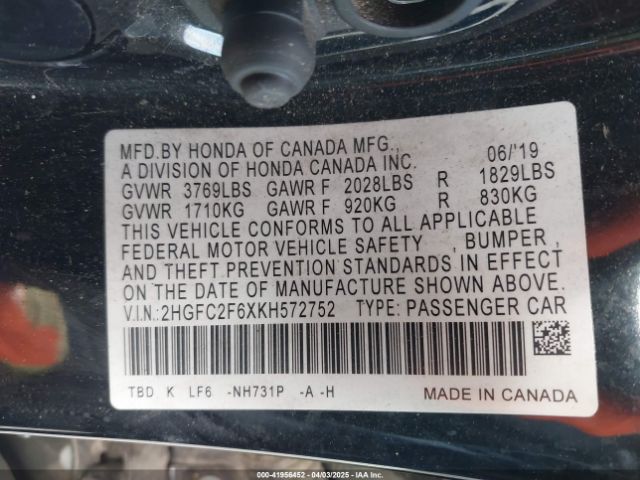 MFD.BY HONDA OF CANADA MFG., 06/'19
A DIVISION OF HONDA CANADA INC.
GVWR 3769LBS GAWR F 2028LBS R 1829LBS
GVWR 1710KG GAWR F 920KG R 830KG
THIS VEHICLE CONFORMS TO ALL APPLICABLE
FEDERAL MOTOR VEHICLE SAFETY , BUMPER ,
AND THEFT PREVENTION STANDARDS IN EFFECT
ON THE DATE OF MANUFACTURE SHOWN ABOVE.
V.I.N.:2HGFC2F6XKH572752 TYPE: PASSENGER CAR
TBD K LF6 -NH731P -A -H
MADE IN CANADA
000-41956452 | 04/03/2025 - IAA Inc.